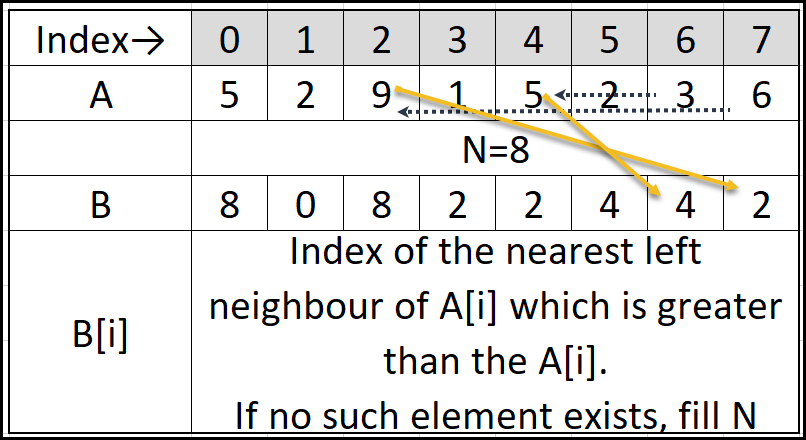 Index→ 0 1 2 3 4 5 6 7
A 5 2 9 1 5 2 3 6
N=8
B 8 0 8 2 2 4 4 2
Index of the nearest left
neighbour of A[i] which is greater
B[i]
than the A[i].
If no such element exists, fill N